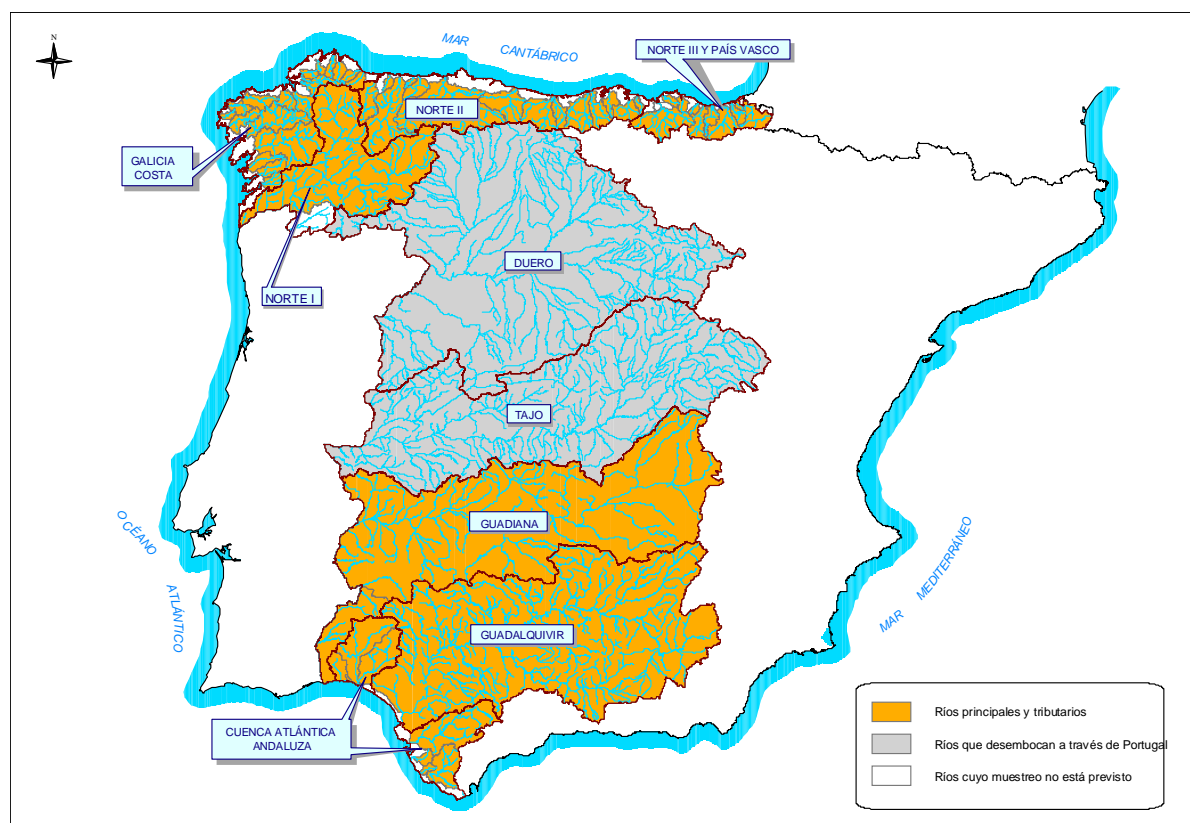 N
MAR CANTÁBRICO
NORTE III Y PAÍS VASCO
NORTE II
GALICIA
COSTA
DUERO
NORTE I
TAJO
GUADIANA
OCÉANO
ATLÁNTICO
MAR MEDITERRÁNEO
GUADALQUIVIR
CUENCA ATLÁNTICA
ANDALUZA
Ríos principales y tributarios
Ríos que desembocan a través de Portugal
Ríos cuyo muestreo no está previsto